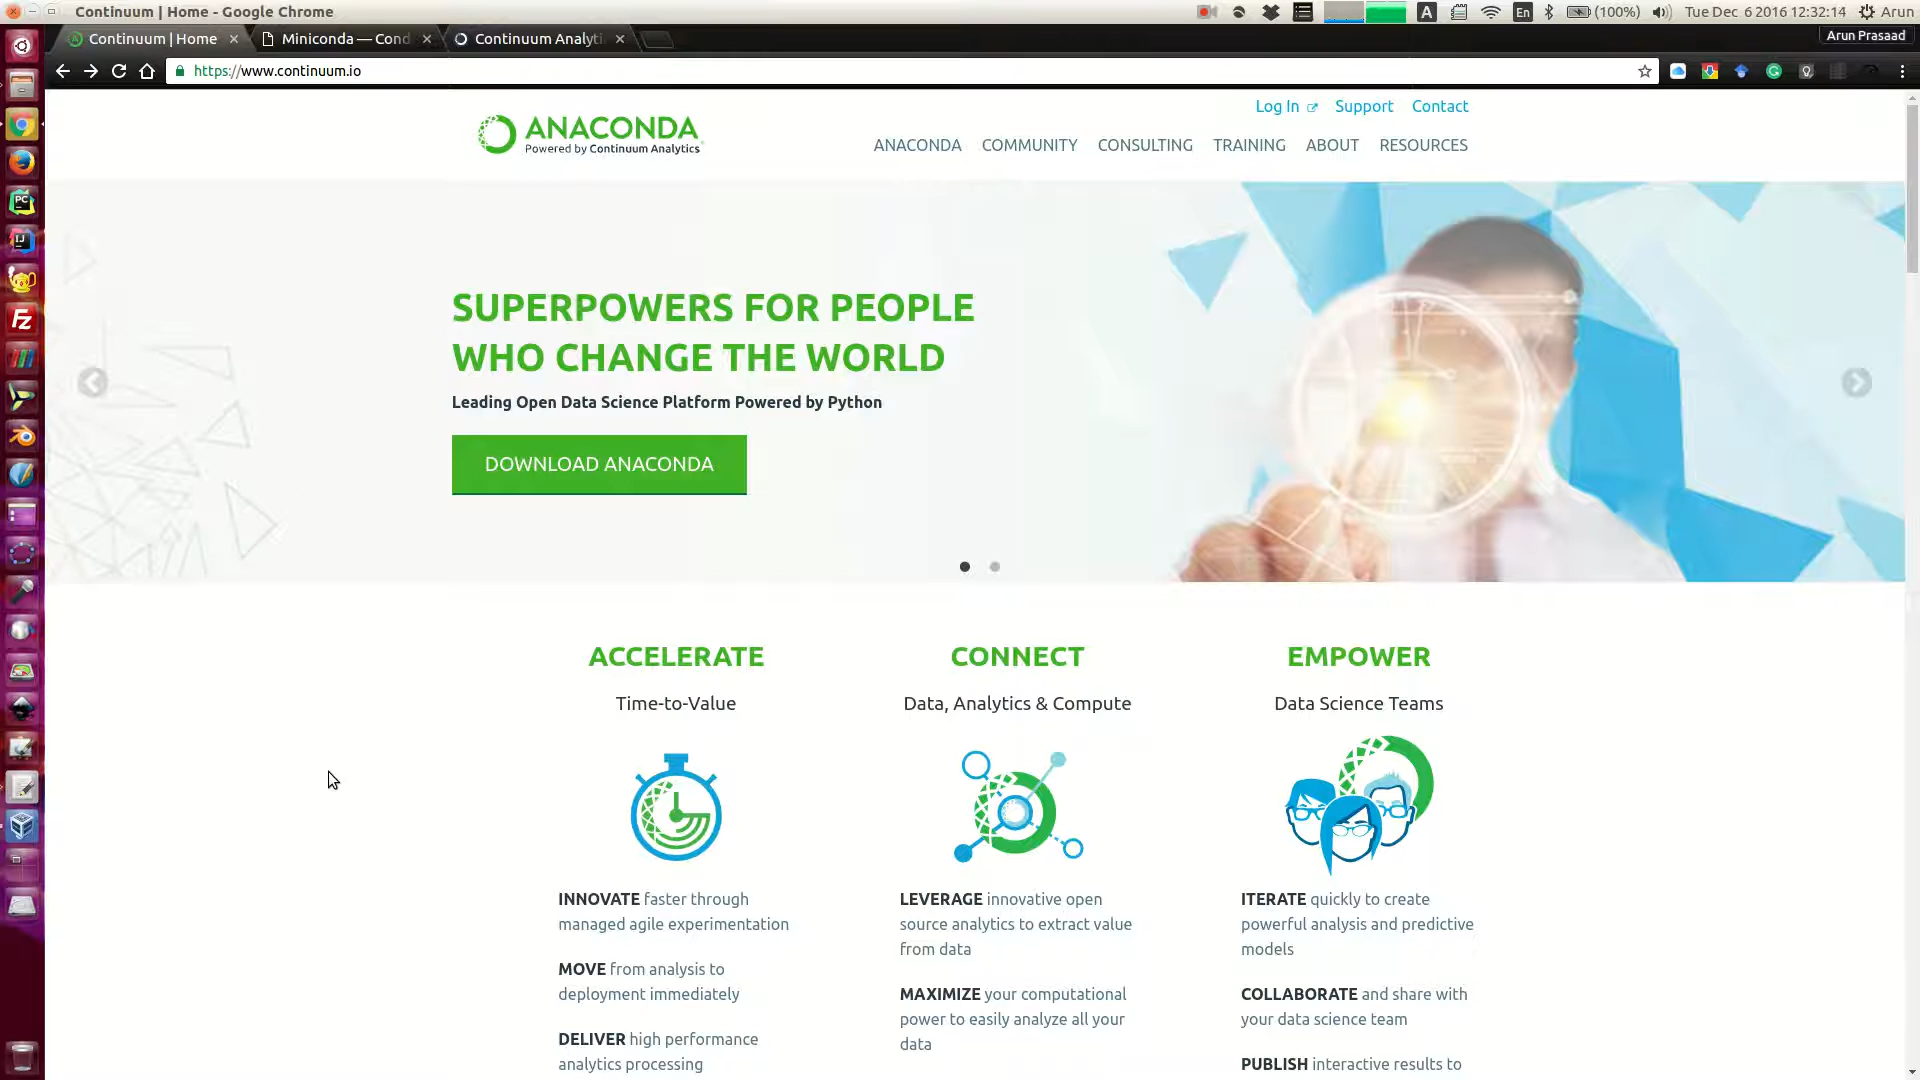 Continuum | Home - Google Chrome
A
En
(100%)
Tue Dec 6 2016 12:32:14
Arun
Continuum | Home
Miniconda — Cond
Continuum Analyti
Arun Prasaad
https://www.continuum.io
Log In
Support
Contact
ANACONDA
Powered by Continuum Analytics
ANACONDA
COMMUNITY
CONSULTING
TRAINING
ABOUT
RESOURCES
SUPERPOWERS FOR PEOPLE
WHO CHANGE THE WORLD
Leading Open Data Science Platform Powered by Python
DOWNLOAD ANACONDA
ACCELERATE
Time-to-Value
INNOVATE faster through
managed agile experimentation
MOVE from analysis to
deployment immediately
DELIVER high performance
analytics processing
CONNECT
Data, Analytics & Compute
LEVERAGE innovative open
source analytics to extract value
from data
MAXIMIZE your computational
power to easily analyze all your
data
EMPOWER
Data Science Teams
ITERATE quickly to create
powerful analysis and predictive
models
COLLABORATE and share with
your data science team
PUBLISH interactive results to
PC
IJ
Fz